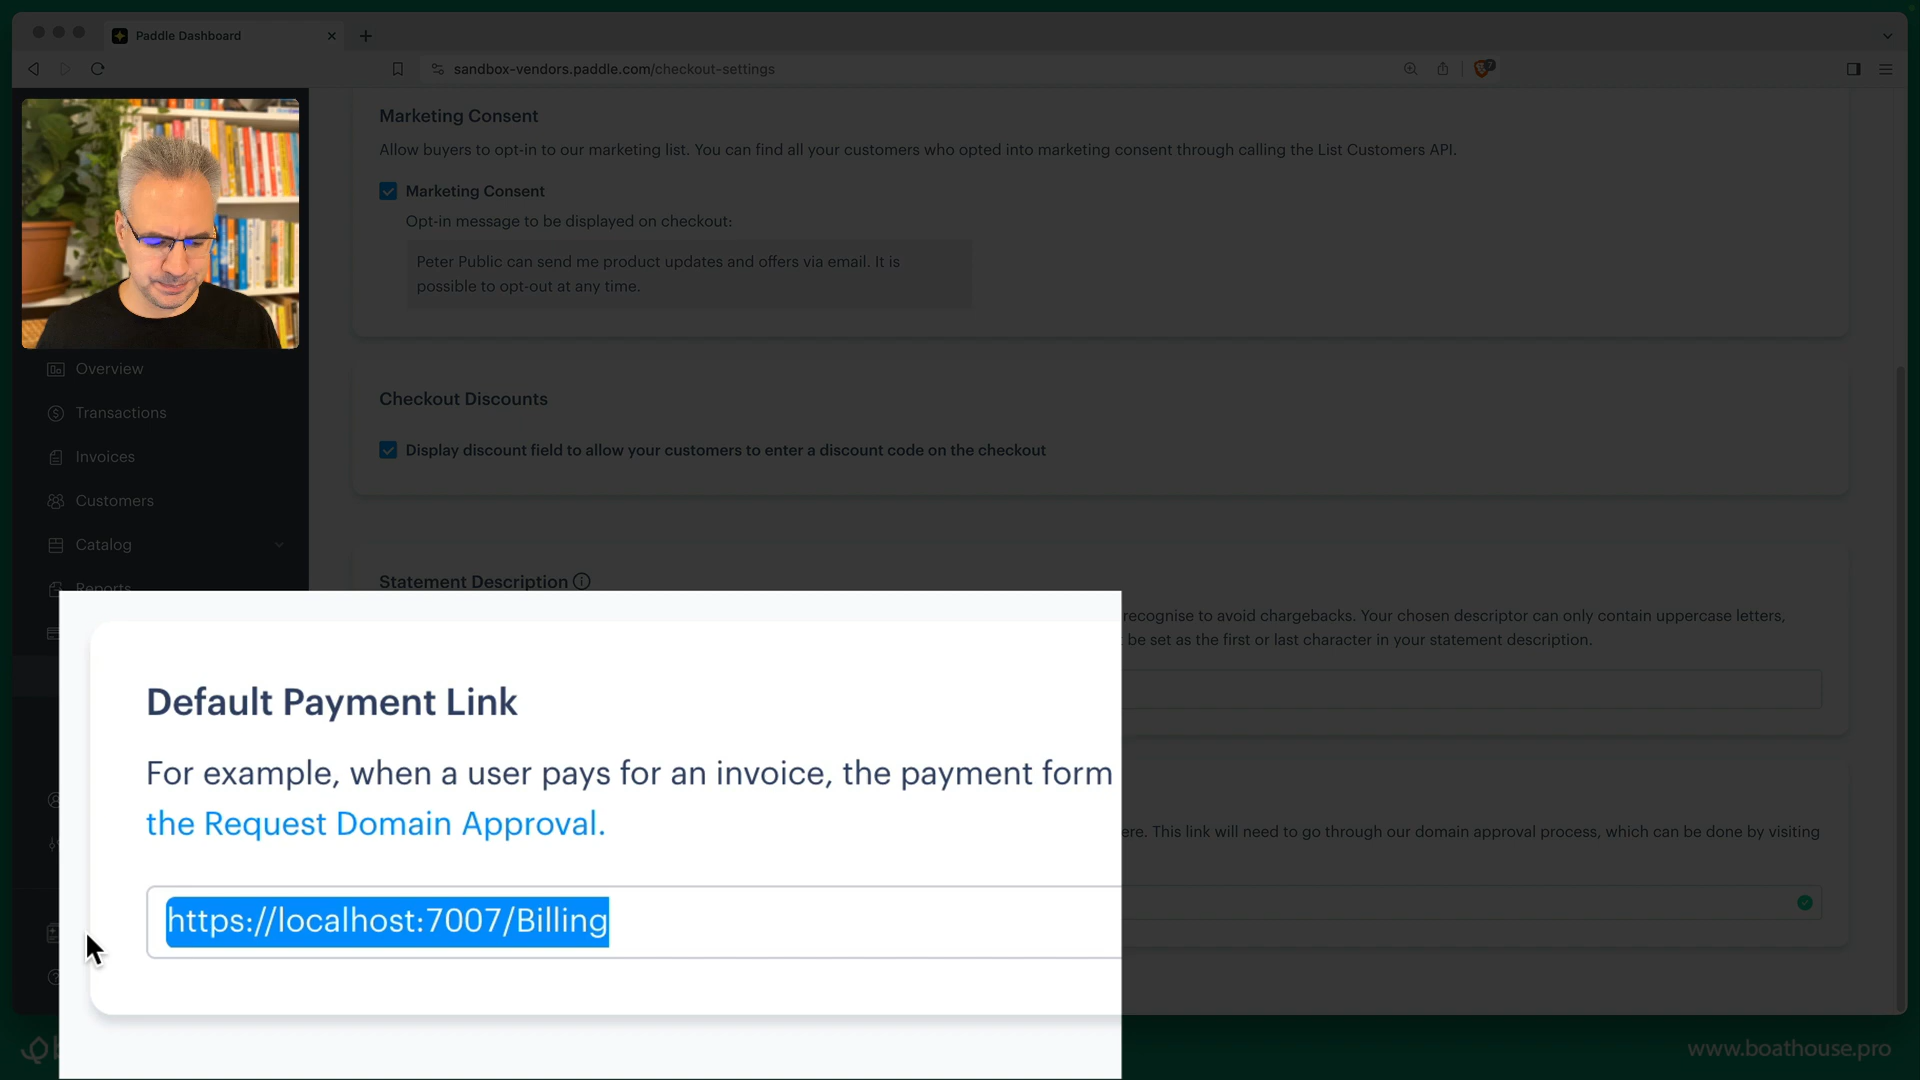 Paddle Dashboard
sandbox-vendors.paddle.com/checkout-settings
7
Marketing Consent
Allow buyers to opt-in to our marketing list. You can find all your customers who opted into marketing consent through calling the List Customers API.
Marketing Consent
Opt-in message to be displayed on checkout:
Peter Public can send me product updates and offers via email. It is
possible to opt-out at any time.
Overview
Transactions
Invoices
Customers
Catalog
Reports
Checkout Discounts
Display discount field to allow your customers to enter a discount code on the checkout
Statement Description
recognise to avoid chargebacks. Your chosen descriptor can only contain uppercase letters,
be set as the first or last character in your statement description.
Default Payment Link
For example, when a user pays for an invoice, the payment form
the Request Domain Approval.
ere. This link will need to go through our domain approval process, which can be done by visiting
https://localhost:7007/Billing
www.boathouse.pro